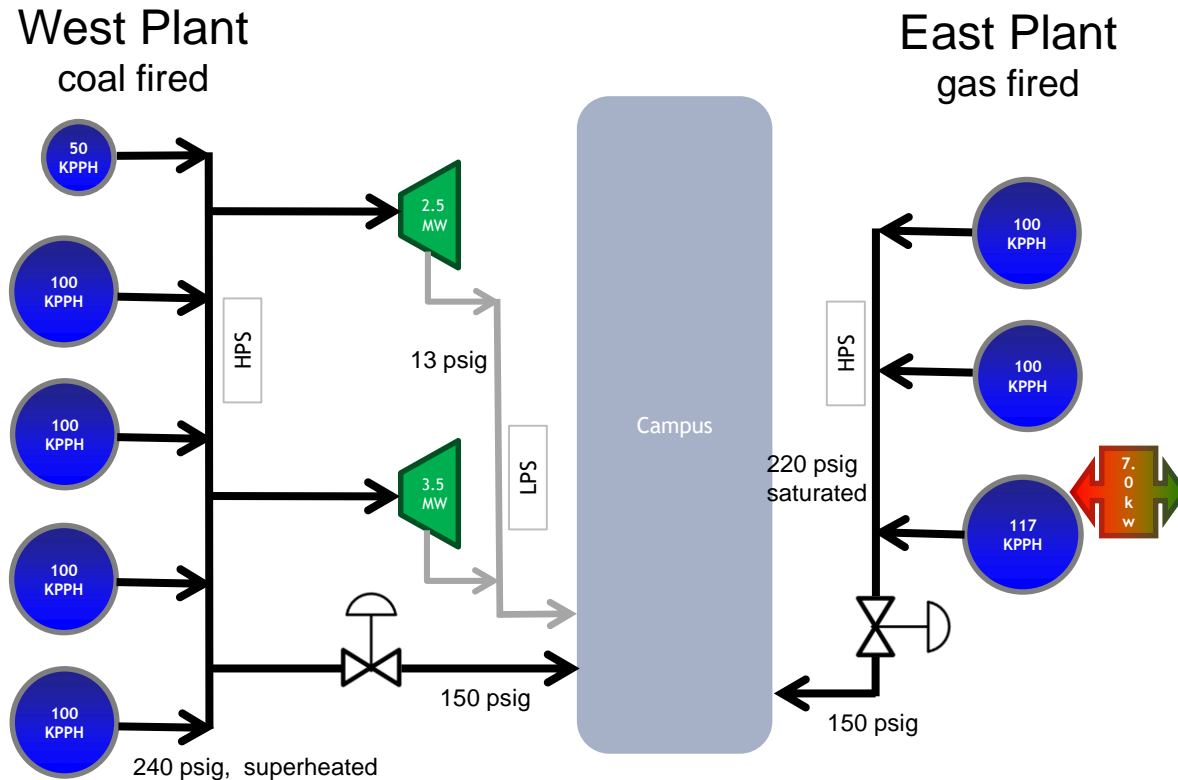 West Plant
coal fired
East Plant
gas fired
50
KPPH
100
KPPH
100
KPPH
100
KPPH
100
KPPH
HPS
240 psig, superheated
2.5
MW
13 psig
3.5
MW
LPS
150 psig
Campus
HPS
220 psig
saturated
150 psig
100
KPPH
100
KPPH
117
KPPH
7.
0
k
w